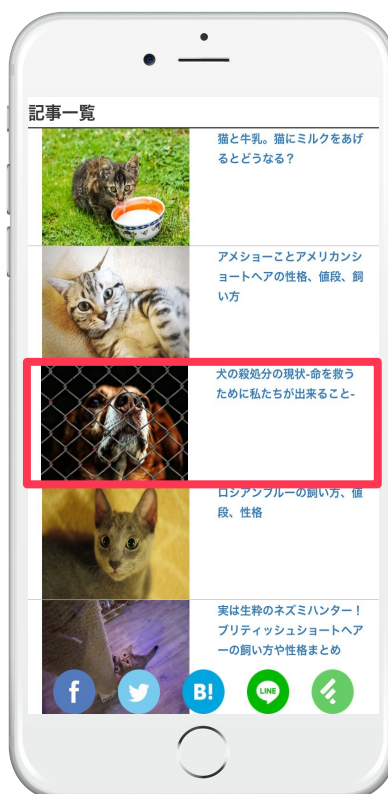 記事一覧
猫と牛乳。猫にミルクをあげ
るとどうなる？
アメショーことアメリカンシ
ョートヘアの性格、値段、飼
い方
犬の殺処分の現状-命を救う
ために私たちが出来ること-
ロシアンブルーの飼い方、値
段、性格
実は生粋のネズミハンター！
ブリティッシュショートヘア
ーの飼い方や性格まとめ
f
B!
LINE